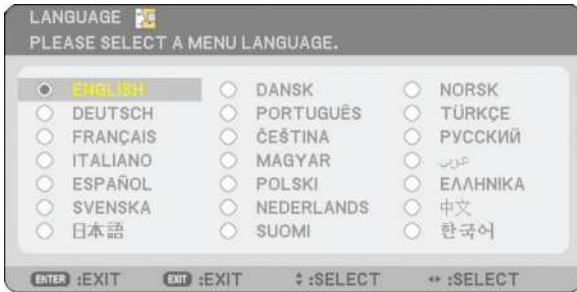 LANGUAGE
PLEASE SELECT A MENU LANGUAGE.
ENGLISH DANSK NORSK
DEUTSCH PORTUGUÊS TÜRKÇE
FRANÇAIS ČEŠTINA РУССКИЙ
ITALIANO MAGYAR عربي
ESPAÑOL POLSKI ΕΛΛΗΝΙΚΑ
SVENSKA NEDERLANDS 中文
日本語 SUOMI 한국어
ENTER :EXIT EXIT :EXIT :SELECT :SELECT